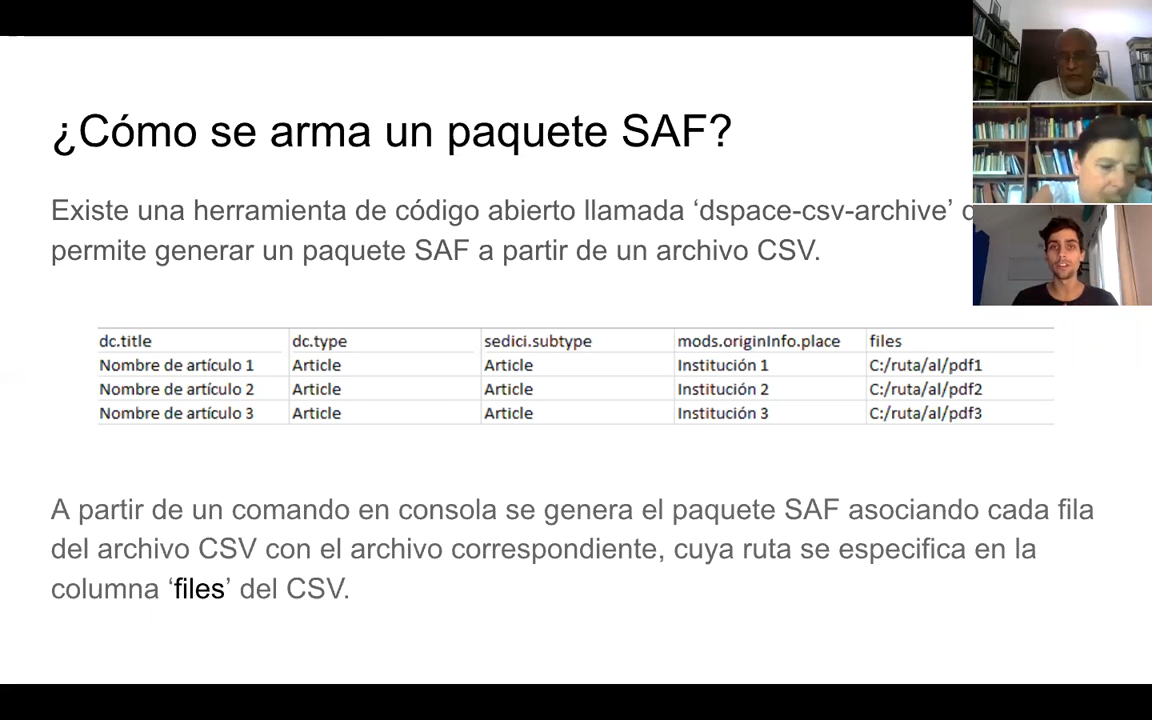 ¿Cómo se arma un paquete SAF?
Existe una herramienta de código abierto llamada ‘dspace-csv-archive’
permite generar un paquete SAF a partir de un archivo CSV.
dc.title dc.type sedici.subtype mods.originInfo.place files
Nombre de artículo 1 Article Article Institución 1 C:/ruta/al/pdf1
Nombre de artículo 2 Article Article Institución 2 C:/ruta/al/pdf2
Nombre de artículo 3 Article Article Institución 3 C:/ruta/al/pdf3
A partir de un comando en consola se genera el paquete SAF asociando cada fila
del archivo CSV con el archivo correspondiente, cuya ruta se especifica en la
columna ‘files’ del CSV.